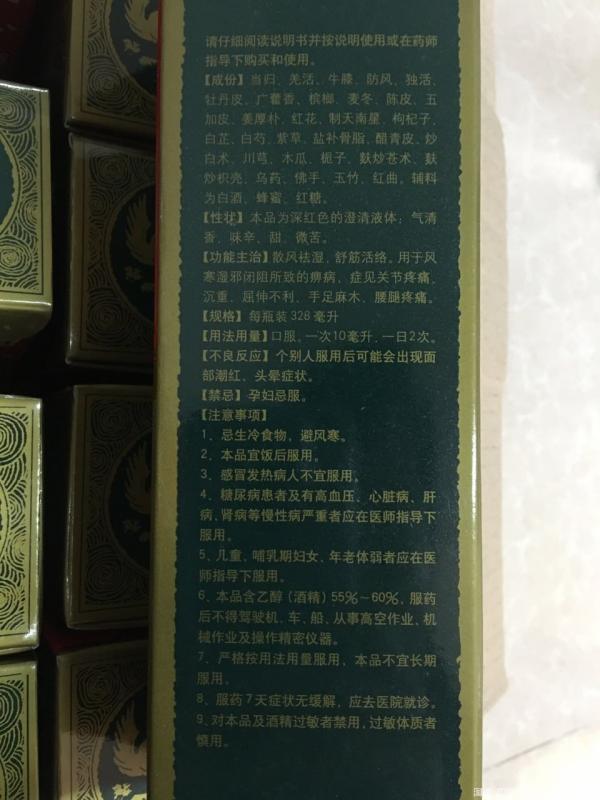 请仔细阅读说明书并按说明使用或在药师
指导下购买和使用。
【成份】当归、羌活、牛膝、防风、独活、
牡丹皮、广藿香、槟榔、麦冬、陈皮、五
加皮、姜厚朴、红花、制天南星、枸杞子、
白芷、白芍、紫草、盐补骨脂、醋青皮、炒
白术、川芎、木瓜、栀子、麸炒苍术、麸
炒枳壳、乌药、佛手、玉竹、红曲。辅料
为白酒、蜂蜜、红糖。
【性状】本品为深红色的澄清液体；气清
香，味辛、甜、微苦。
【功能主治】散风祛湿，舒筋活络。用于风
寒湿邪闭阻所致的痹病，症见关节疼痛，
沉重，屈伸不利，手足麻木，腰腿疼痛。
【规格】每瓶装328毫升
【用法用量】口服。一次10毫升，一日2次。
【不良反应】个别人服用后可能会出现面
部潮红、头晕症状。
【禁忌】孕妇忌服。
【注意事项】
1、忌生冷食物，避风寒。
2、本品宜饭后服用。
3、感冒发热病人不宜服用。
4、糖尿病患者及有高血压、心脏病、肝
病、肾病等慢性病严重者应在医师指导下
服用。
5、儿童、哺乳期妇女、年老体弱者应在医
师指导下服用。
6、本品含乙醇（酒精）55%～60%，服药
后不得驾驶机、车、船、从事高空作业、机
械作业及操作精密仪器。
7、严格按用法用量服用，本品不宜长期
服用。
8、服药7天症状无缓解，应去医院就诊。
9、对本品及酒精过敏者禁用，过敏体质者
慎用。